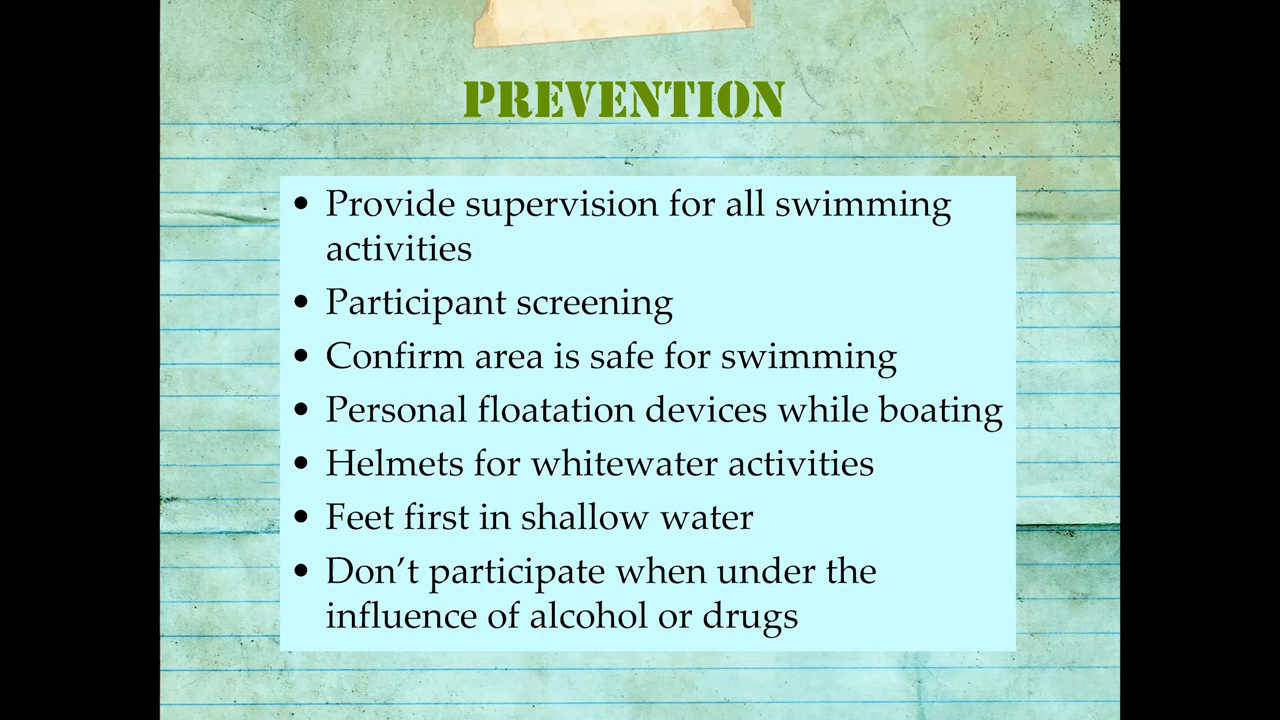 PREVENTION
• Provide supervision for all swimming
activities
• Participant screening
• Confirm area is safe for swimming
• Personal floatation devices while boating
• Helmets for whitewater activities
• Feet first in shallow water
• Don’t participate when under the
influence of alcohol or drugs